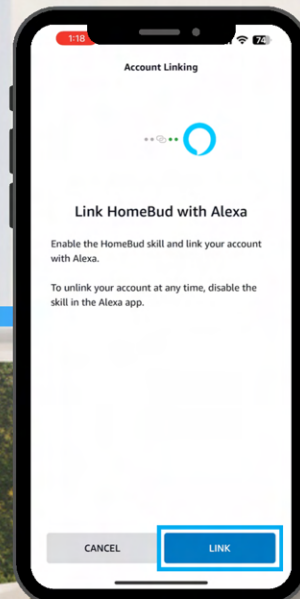 1:18
74
Account Linking
Link HomeBud with Alexa
Enable the HomeBud skill and link your account
with Alexa.
To unlink your account at any time, disable the
skill in the Alexa app.
CANCEL
LINK